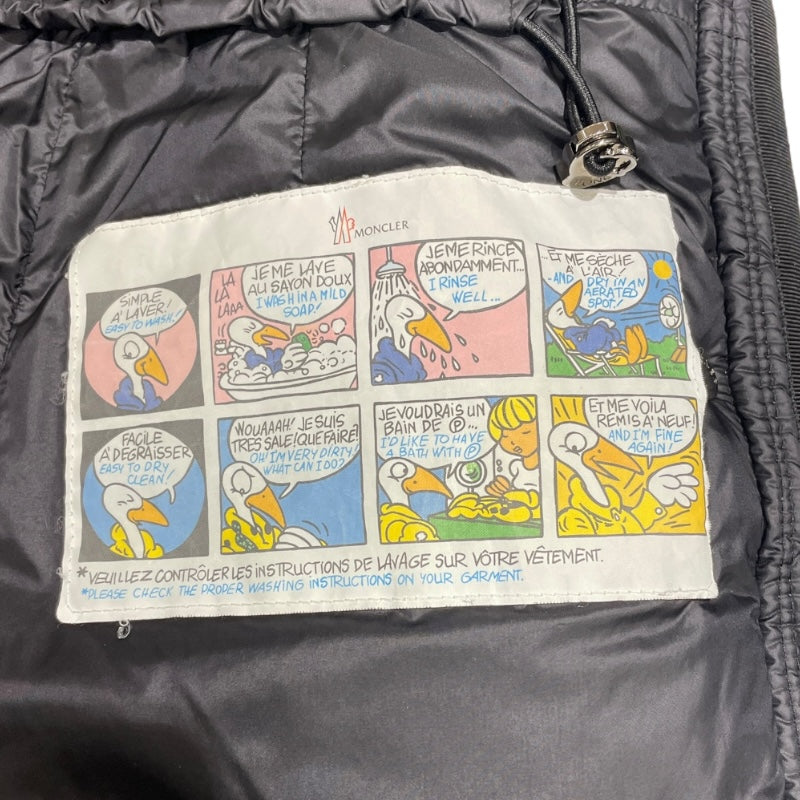 MONCLER
SIMPLE
A' LAVER!
EASY TO WASH!
LA
LA
LAAA
JE ME LAVE
AU SAVON DOUX
I WASH IN A MILD
SOAP!
JE ME RINCE
ABONDAMMENT...
I RINSE
WELL...
...ET ME SÈCHE
A' L'AIR!
...AND DRY IN AN
AERATED
SPOT!
FACILE
A' DÉGRAISSER
EASY TO DRY
CLEAN!
WOUAAAH! JE SUIS
TRES SALE! QUE FAIRE?
OH! I'M VERY DIRTY!
WHAT CAN I DO?
JE VOUDRAIS UN
BAIN DE Ⓟ...
I'D LIKE TO HAVE
A BATH WITH Ⓟ
ET ME VOILA
REMIS A' NEUF!
AND I'M FINE
AGAIN!
*VEUILLEZ CONTRÔLER LES INSTRUCTIONS DE LAVAGE SUR VÔTRE VÊTEMENT.
*PLEASE CHECK THE PROPER WASHING INSTRUCTIONS ON YOUR GARMENT.